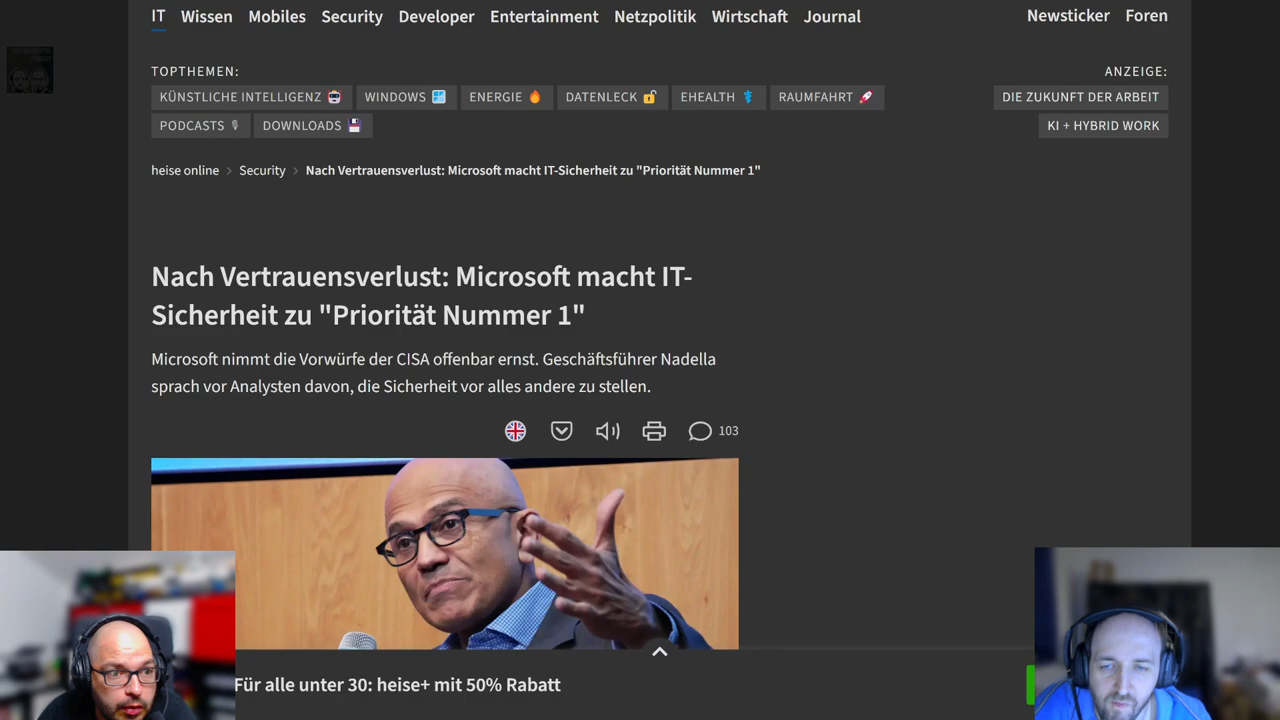 IT Wissen Mobiles Security Developer Entertainment Netzpolitik Wirtschaft Journal Newsticker Foren
TOPTHEMEN: ANZEIGE:
KÜNSTLICHE INTELLIGENZ WINDOWS ENERGIE DATENLECK EHEALTH RAUMFAHRT DIE ZUKUNFT DER ARBEIT
PODCASTS DOWNLOADS KI + HYBRID WORK
heise online Security Nach Vertrauensverlust: Microsoft macht IT-Sicherheit zu "Priorität Nummer 1"
Nach Vertrauensverlust: Microsoft macht IT-
Sicherheit zu "Priorität Nummer 1"
Microsoft nimmt die Vorwürfe der CISA offenbar ernst. Geschäftsführer Nadella
sprach vor Analysten davon, die Sicherheit vor alles andere zu stellen.
103
Für alle unter 30: heise+ mit 50% Rabatt